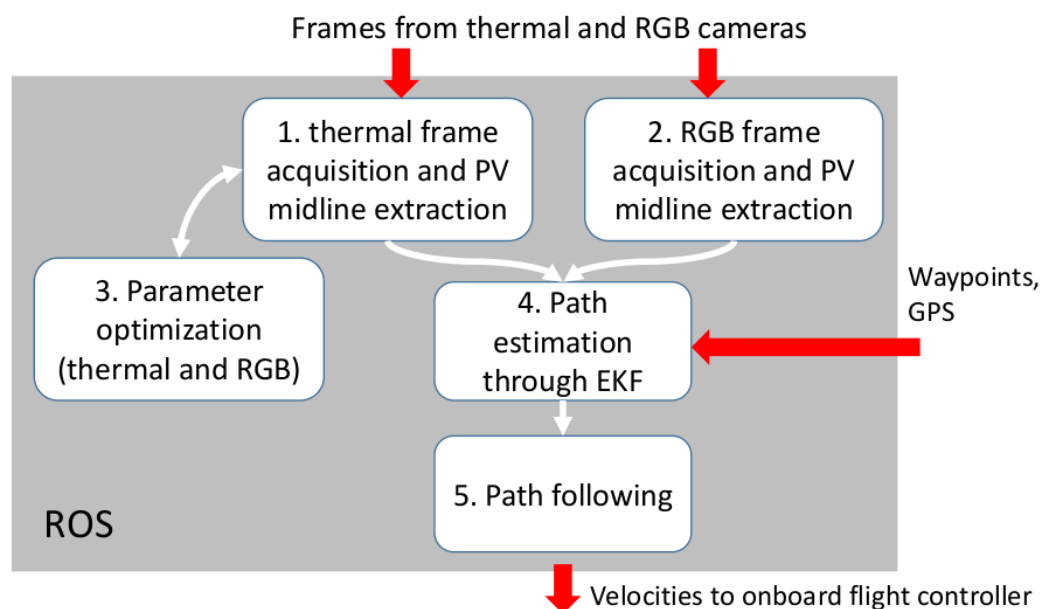 Frames from thermal and RGB cameras
1. thermal frame
acquisition and PV
midline extraction
2. RGB frame
acquisition and PV
midline extraction
3. Parameter
optimization
(thermal and RGB)
4. Path
estimation
through EKF
Waypoints,
GPS
5. Path following
ROS
Velocities to onboard flight controller